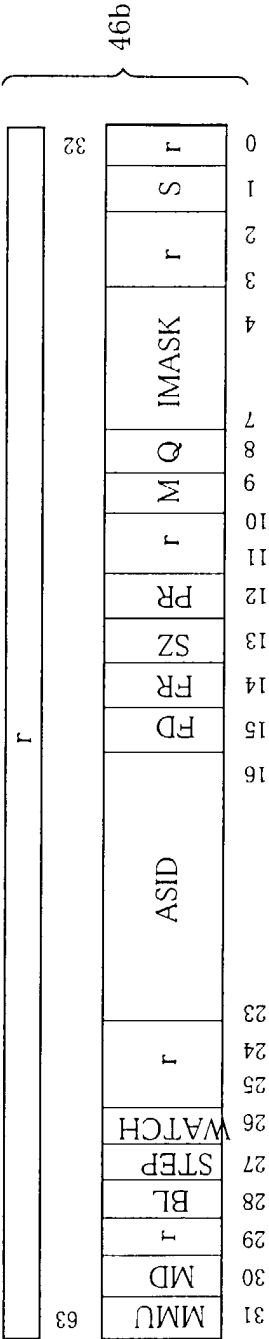 r
63 32
MMU MD r BL STEP WATCH r ASID FD FR SZ PR r M Q IMASK r S r
31 30 29 28 27 26 25 24 23 16 15 14 13 12 11 10 9 8 7 4 3 2 1 0
46b